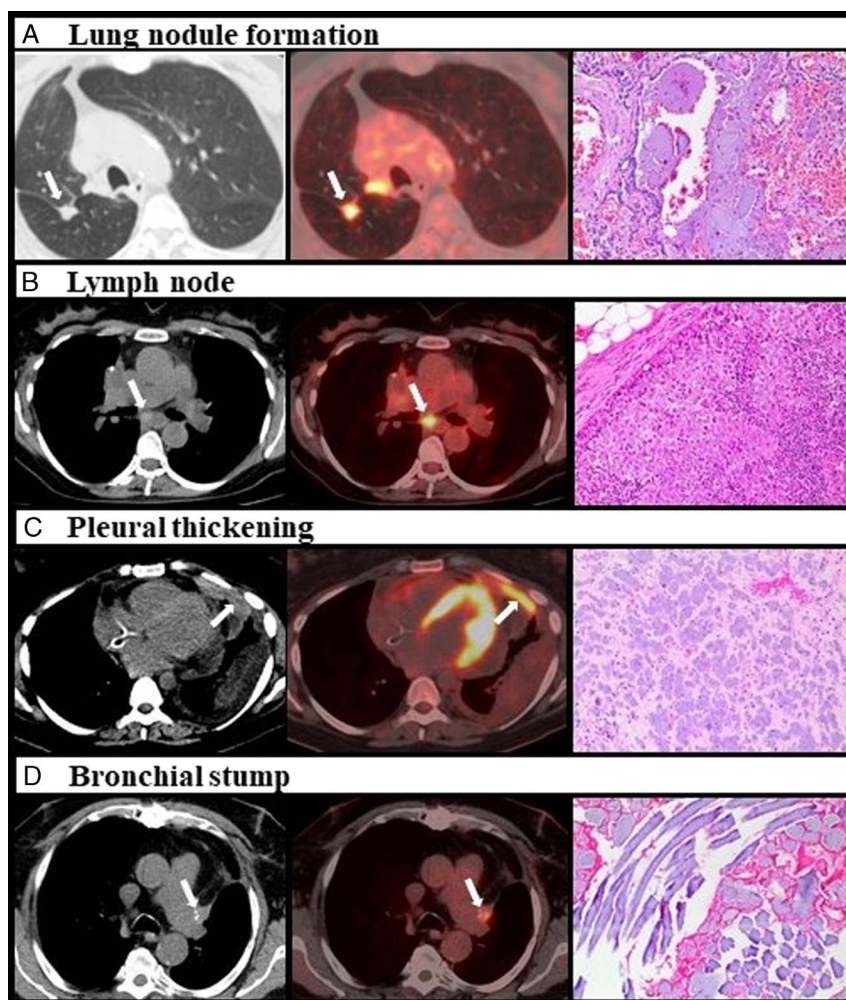 A Lung nodule formation
B Lymph node
C Pleural thickening
D Bronchial stump